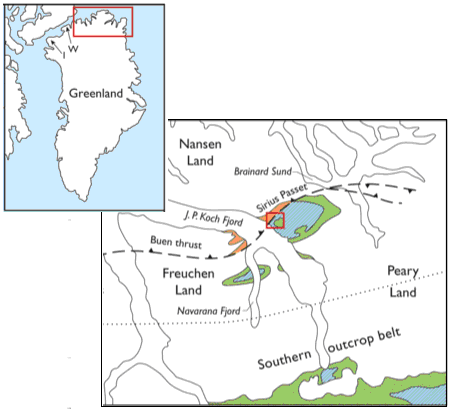 I
W
Greenland
Nansen
Land
Brainard Sund
Sirius Passet
J. P. Koch Fjord
Buen thrust
Freuchen
Land
Peary
Land
Navarana Fjord
Southern outcrop belt